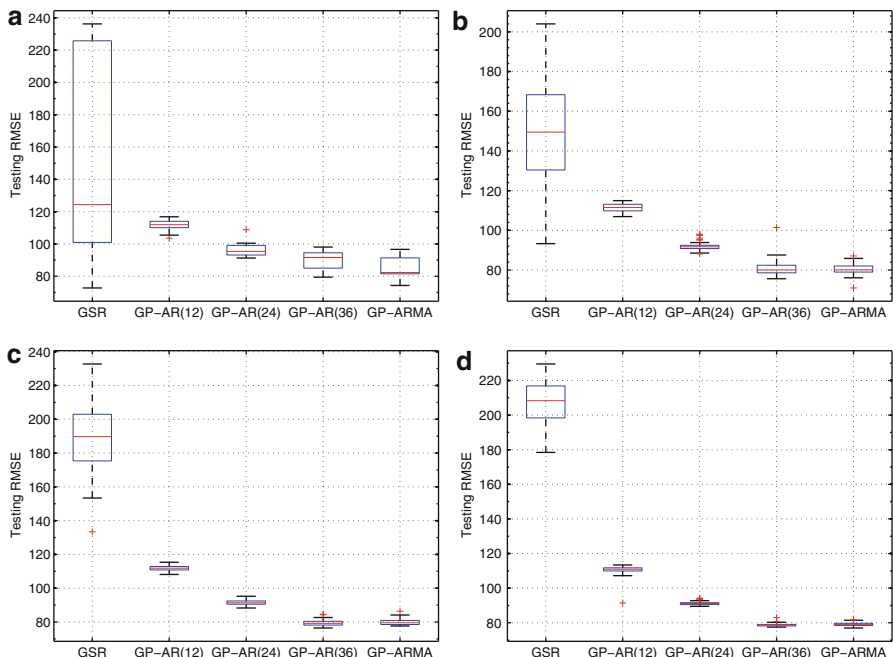 a
240
220
200
180
160
140
120
100
80
Testing RMSE
GSR GP-AR(12) GP-AR(24) GP-AR(36) GP-ARMA
b
200
180
160
140
120
100
80
Testing RMSE
GSR GP-AR(12) GP-AR(24) GP-AR(36) GP-ARMA
c
240
220
200
180
160
140
120
100
80
Testing RMSE
GSR GP-AR(12) GP-AR(24) GP-AR(36) GP-ARMA
d
220
200
180
160
140
120
100
80
Testing RMSE
GSR GP-AR(12) GP-AR(24) GP-AR(36) GP-ARMA